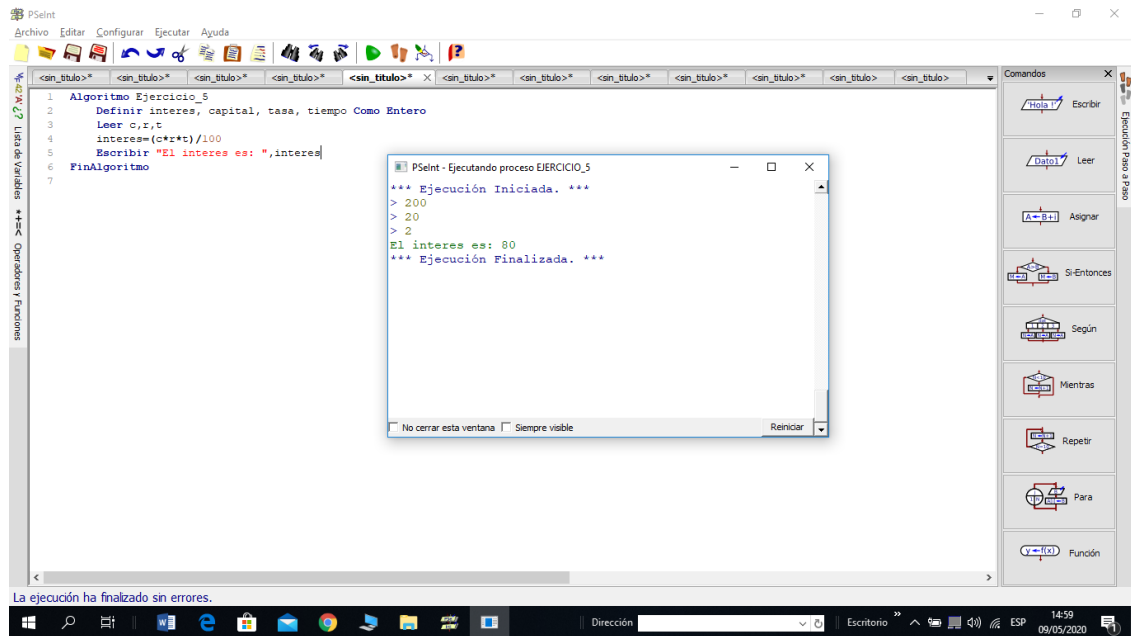 PSeInt
Archivo Editar Configurar Ejecutar Ayuda
<sin_titulo>* <sin_titulo>* <sin_titulo>* <sin_titulo>* <sin_titulo>* <sin_titulo>* <sin_titulo>* <sin_titulo>* <sin_titulo>* <sin_titulo>* <sin_titulo> <sin_titulo>
1 Algoritmo Ejercicio_5
2 Definir interes, capital, tasa, tiempo Como Entero
3 Leer c,r,t
4 interes=(c*r*t)/100
5 Escribir "El interes es: ",interes
6 FinAlgoritmo
7
Lista de Variables
Operadores y Funciones
PSeInt - Ejecutando proceso EJERCICIO_5
*** Ejecución Iniciada. ***
> 200
> 20
> 2
El interes es: 80
*** Ejecución Finalizada. ***
No cerrar esta ventana Siempre visible Reiniciar
Comandos
'Hola !' Escribir
Dato1 Leer
A←B+i Asignar
Si-Entonces
Según
Mientras
Repetir
Para
y←f(x) Función
Ejecución Paso a Paso
La ejecución ha finalizado sin errores.
Dirección
Escritorio
ESP
14:59
09/05/2020